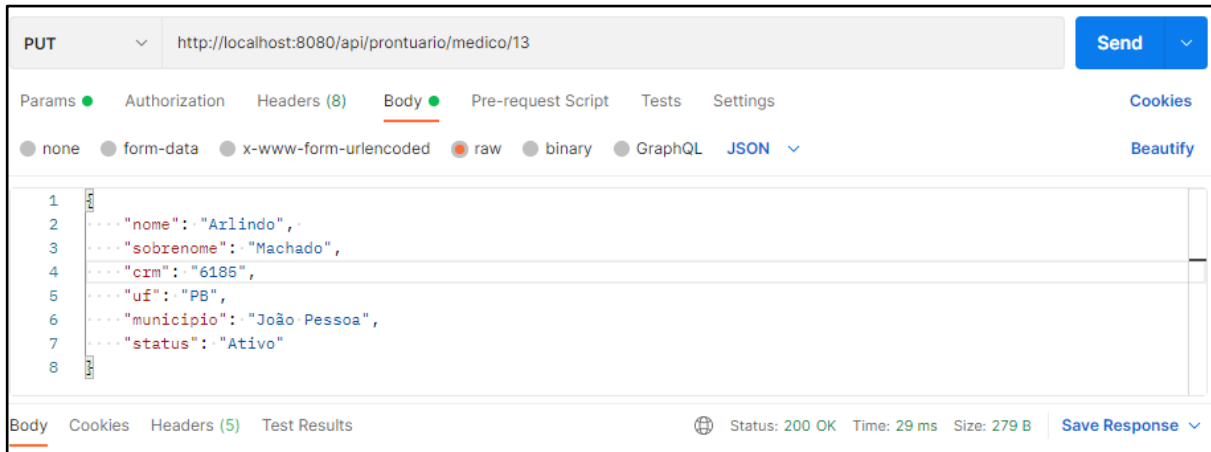 PUT http://localhost:8080/api/prontuario/medico/13 Send
Params Authorization Headers (8) Body Pre-request Script Tests Settings Cookies
none form-data x-www-form-urlencoded raw binary GraphQL JSON Beautify
1 {
2 "nome": "Arlindo",
3 "sobrenome": "Machado",
4 "crm": "6185",
5 "uf": "PB",
6 "municipio": "João Pessoa",
7 "status": "Ativo"
8 }
Body Cookies Headers (5) Test Results Status: 200 OK Time: 29 ms Size: 279 B Save Response